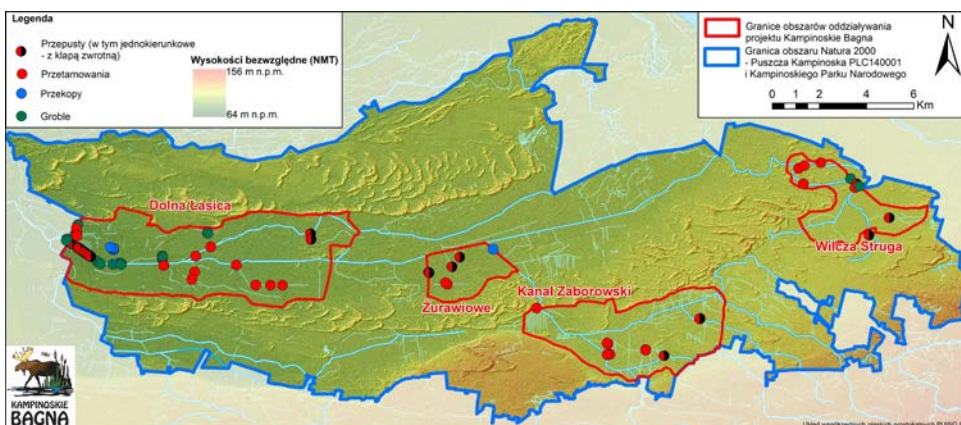 Legenda
Przepusty (w tym jednokierunkowe
- z klapą zwrotną)
Przetamowania
Przekopy
Groble
Wysokości bezwzględne (NMT)
156 m n.p.m.
64 m n.p.m.
Granice obszarów oddziaływania
projektu Kampinoskie Bagna
Granica obszaru Natura 2000
- Puszcza Kampinoska PLC140001
i Kampinoskiego Parku Narodowego
N
0 1 2 4 6
Km
Dolna Łasica
Wilcza Struga
Żurawiowe
Kanał Zaborowski
KAMPINOSKIE
BAGNA